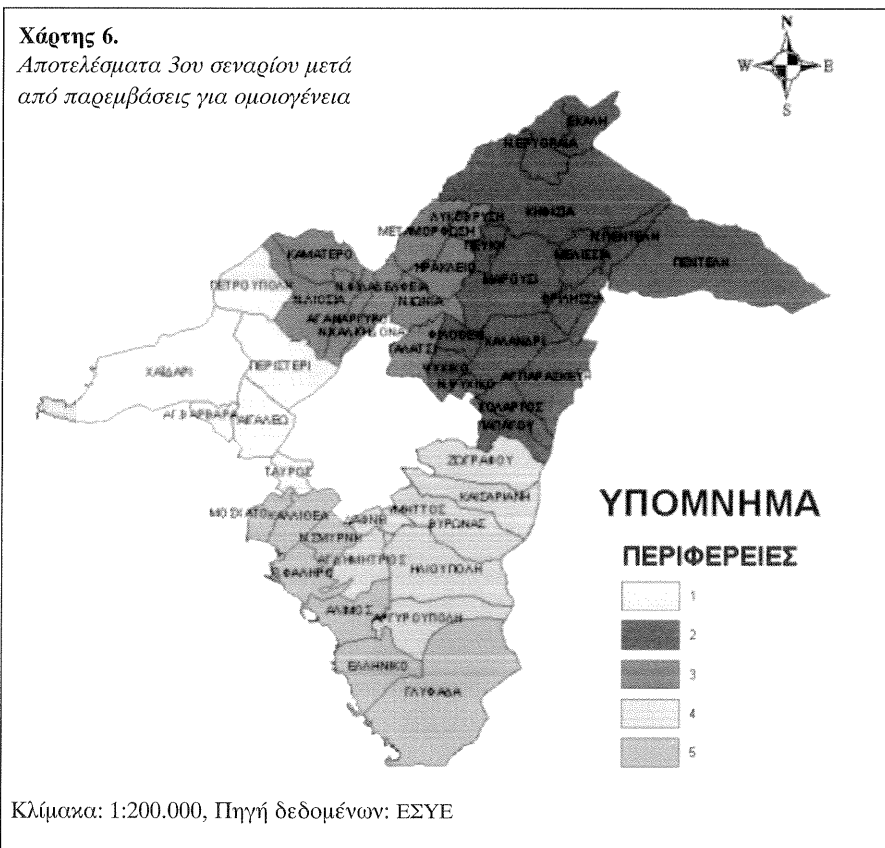 Χάρτης 6.
Αποτελέσματα 3ου σεναρίου μετά
από παρεμβάσεις για ομοιογένεια
N
W E
S
ΕΚΑΛΗ
Ν.ΕΡΥΘΡΑΙΑ
ΚΗΦΙΣΙΑ
ΛΥΚΟΒΡΥΣΗ
ΜΕΤΑΜΟΡΦΩΣΗ
ΠΕΥΚΗ
Ν.ΠΕΝΤΕΛΗ
ΜΕΛΙΣΣΙΑ
ΠΕΝΤΕΛΗ
ΚΑΜΑΤΕΡΟ
ΗΡΑΚΛΕΙΟ
ΜΑΡΟΥΣΙ
ΠΕΤΡΟΥΠΟΛΗ
Ν.ΦΙΛΑΔΕΛΦΕΙΑ
Ν.ΛΙΟΣΙΑ
Ν.ΙΩΝΙΑ
ΒΡΙΛΗΣΣΙΑ
ΑΓ.ΑΝΑΡΓΥΡΟΙ
Ν.ΧΑΛΚΗΔΟΝΑ
ΦΙΛΟΘΕΗ
ΧΑΛΑΝΔΡΙ
ΓΑΛΑΤΣΙ
ΠΕΡΙΣΤΕΡΙ
ΧΑΪΔΑΡΙ
ΨΥΧΙΚΟ
ΑΓ.ΠΑΡΑΣΚΕΥΗ
Ν.ΨΥΧΙΚΟ
ΧΟΛΑΡΓΟΣ
ΑΓ.ΒΑΡΒΑΡΑ
ΑΙΓΑΛΕΩ
ΠΑΠΑΓΟΥ
ΖΩΓΡΑΦΟΥ
ΤΑΥΡΟΣ
ΚΑΙΣΑΡΙΑΝΗ
ΜΟΣΧΑΤΟ
ΚΑΛΛΙΘΕΑ
ΥΜΗΤΤΟΣ
ΔΑΦΝΗ
ΒΥΡΩΝΑΣ
Ν.ΣΜΥΡΝΗ
ΑΓ.ΔΗΜΗΤΡΙΟΣ
ΗΛΙΟΥΠΟΛΗ
Π.ΦΑΛΗΡΟ
ΑΛΙΜΟΣ
ΑΡΓΥΡΟΥΠΟΛΗ
ΕΛΛΗΝΙΚΟ
ΓΛΥΦΑΔΑ
ΥΠΟΜΝΗΜΑ
ΠΕΡΙΦΕΡΕΙΕΣ
1
2
3
4
5
Κλίμακα: 1:200.000, Πηγή δεδομένων: ΕΣΥΕ